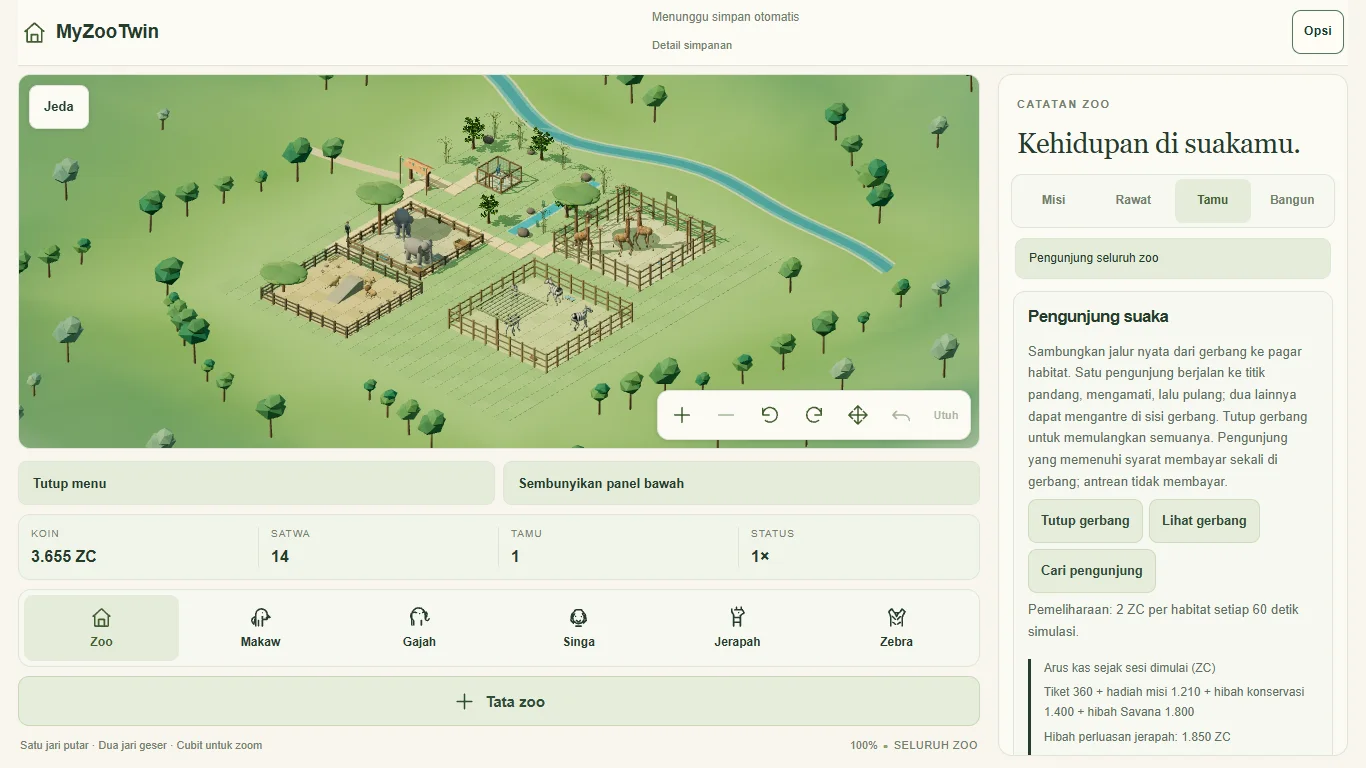 MyZooTwin
Menunggu simpan otomatis
Detail simpanan
Opsi
Jeda
Utuh
Tutup menu
Sembunyikan panel bawah
KOIN
3.655 ZC
SATWA
14
TAMU
1
STATUS
1×
Zoo
Makaw
Gajah
Singa
Jerapah
Zebra
Tata zoo
Satu jari putar · Dua jari geser · Cubit untuk zoom
100% • SELURUH ZOO
CATATAN ZOO
Kehidupan di suakamu.
Misi
Rawat
Tamu
Bangun
Pengunjung seluruh zoo
Pengunjung suaka
Sambungkan jalur nyata dari gerbang ke pagar
habitat. Satu pengunjung berjalan ke titik
pandang, mengamati, lalu pulang; dua lainnya
dapat mengantre di sisi gerbang. Tutup gerbang
untuk memulangkan semuanya. Pengunjung
yang memenuhi syarat membayar sekali di
gerbang; antrean tidak membayar.
Tutup gerbang
Lihat gerbang
Cari pengunjung
Pemeliharaan: 2 ZC per habitat setiap 60 detik
simulasi.
Arus kas sejak sesi dimulai (ZC)
Tiket 360 + hadiah misi 1.210 + hibah konservasi
1.400 + hibah Savana 1.800
Hibah perluasan jerapah: 1.850 ZC